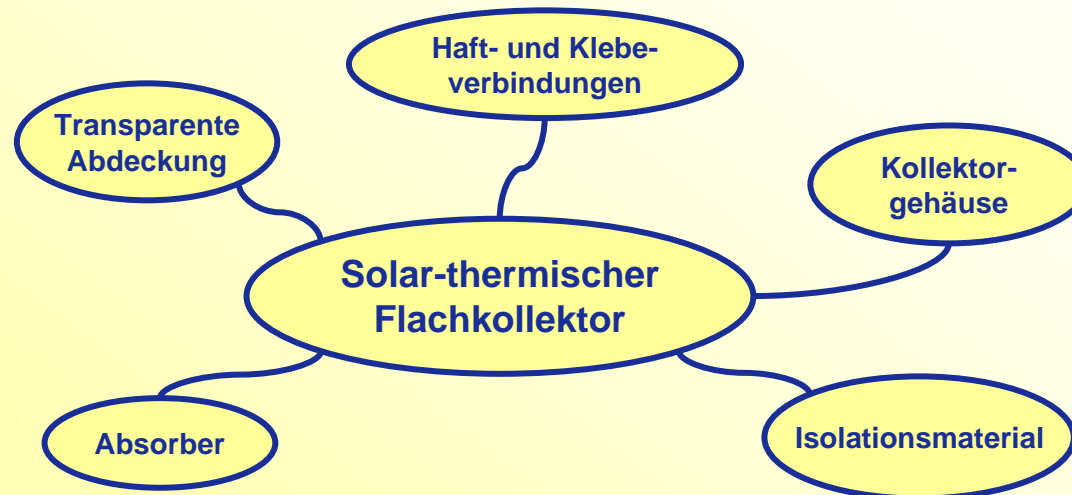 Haft- und Klebe-
verbindungen
Transparente
Abdeckung
Kollektor-
gehäuse
Solar-thermischer
Flachkollektor
Absorber
Isolationsmaterial